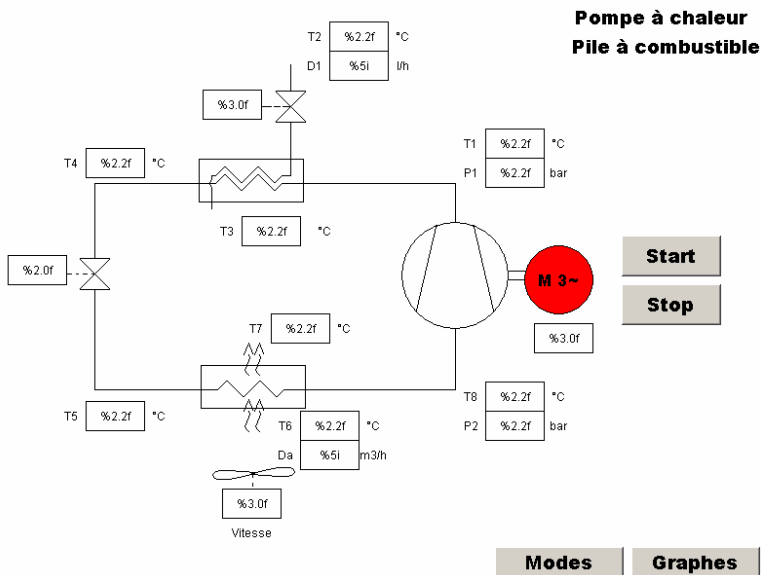 Pompe à chaleur
Pile à combustible
T2 %2.2f °C
D1 %5i l/h
%3.0f
T1 %2.2f °C
P1 %2.2f bar
T4 %2.2f °C
T3 %2.2f °C
Start
%2.0f
M 3~
Stop
T7 %2.2f °C
%3.0f
T8 %2.2f °C
P2 %2.2f bar
T5 %2.2f °C
T6 %2.2f °C
Da %5i m3/h
%3.0f
Vitesse
Modes
Graphes